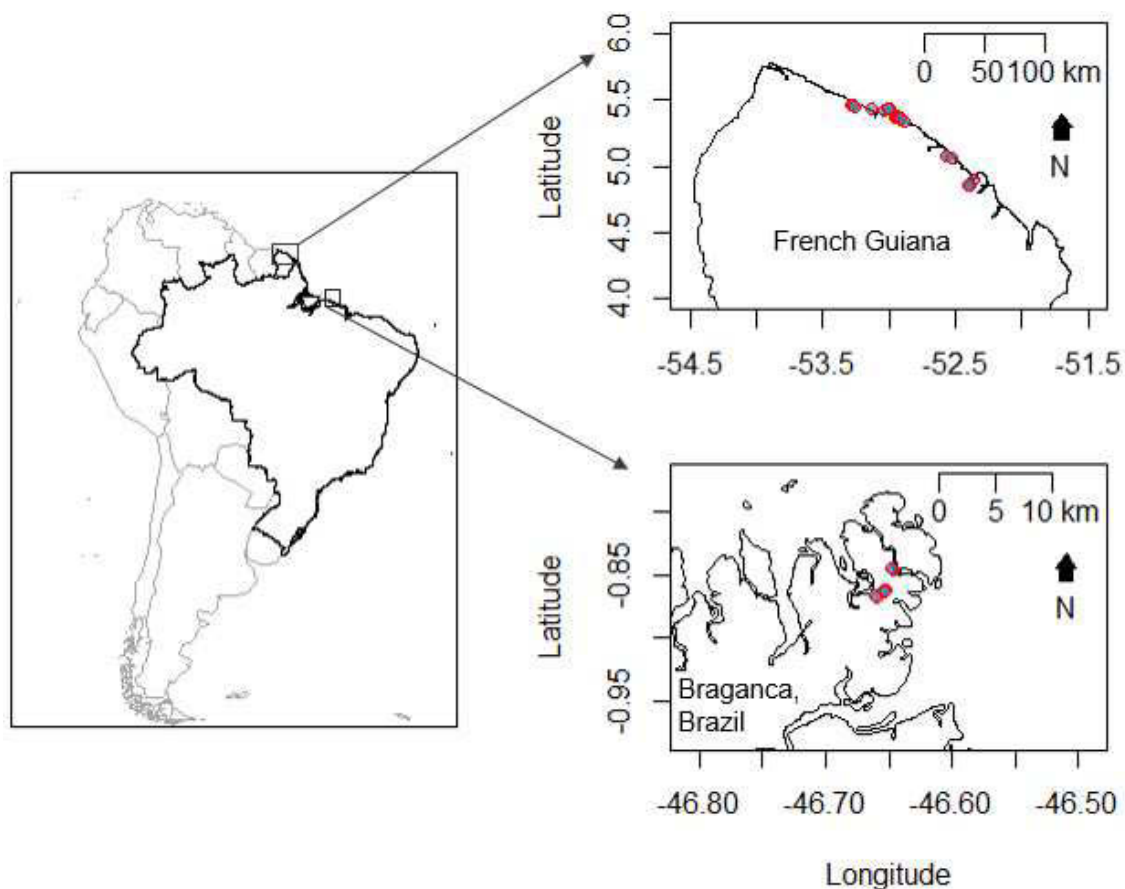 6.0
5.5
5.0
4.5
4.0
Latitude
0 50 100 km
N
French Guiana
-54.5 -53.5 -52.5 -51.5
-0.85
-0.95
Latitude
0 5 10 km
N
Braganca,
Brazil
-46.80 -46.70 -46.60 -46.50
Longitude